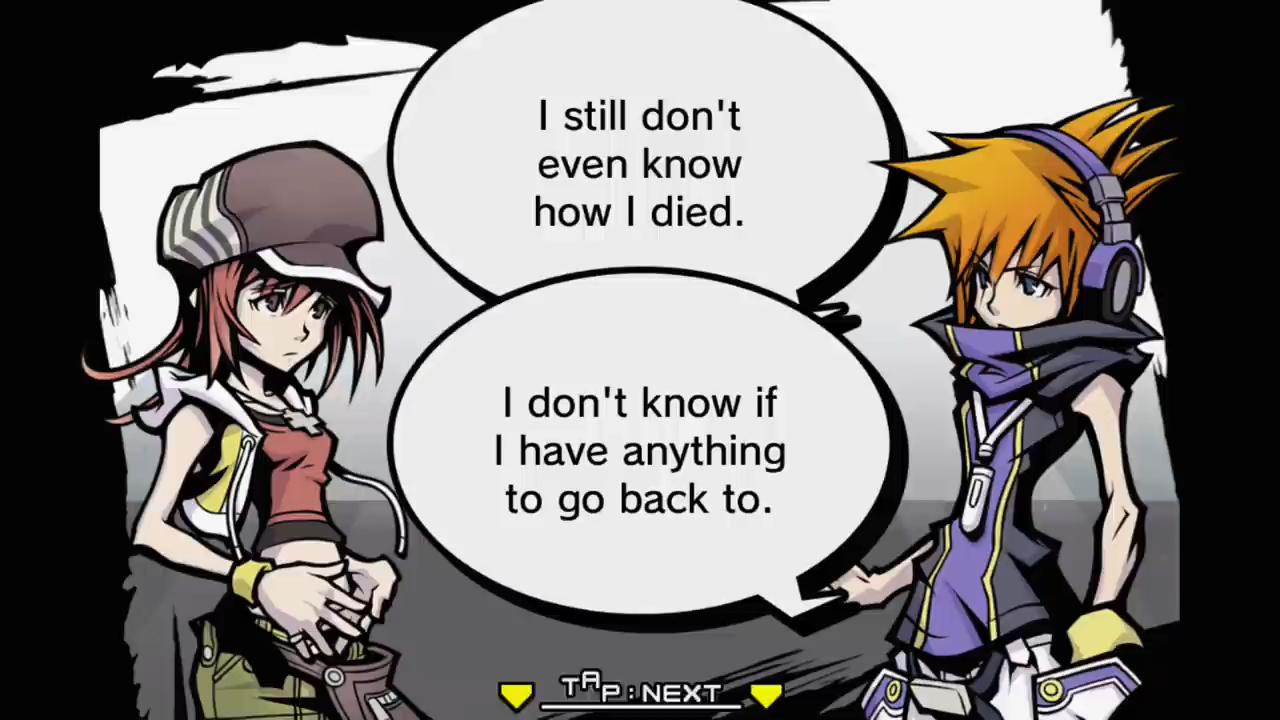 I still don't
even know
how I died.
I don't know if
I have anything
to go back to.
TAP:NEXT